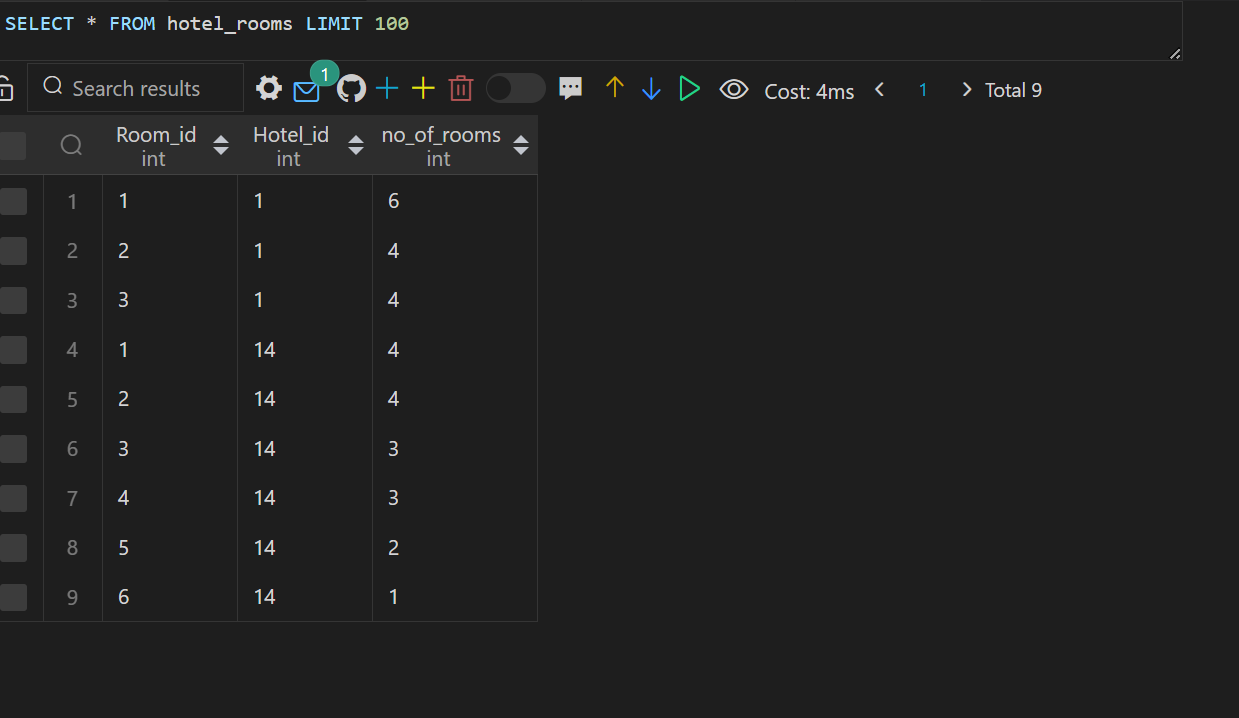 SELECT * FROM hotel_rooms LIMIT 100
Search results 1 Cost: 4ms 1 Total 9
Room_id Hotel_id no_of_rooms
int int int
1 1 1 6
2 2 1 4
3 3 1 4
4 1 14 4
5 2 14 4
6 3 14 3
7 4 14 3
8 5 14 2
9 6 14 1